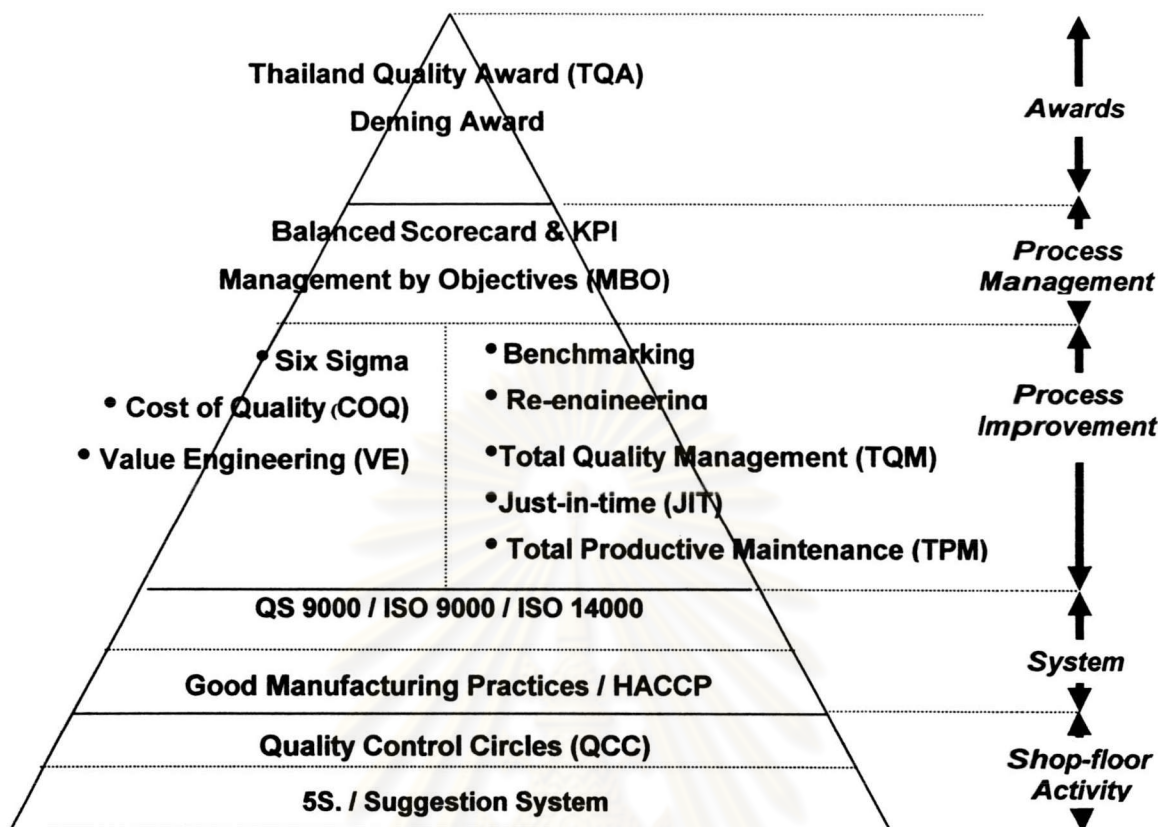 Thailand Quality Award (TQA)
Deming Award
Awards
Balanced Scorecard & KPI
Management by Objectives (MBO)
Process
Management
• Six Sigma
• Cost of Quality (COQ)
• Value Engineering (VE)
• Benchmarking
• Re-engineering
• Total Quality Management (TQM)
• Just-in-time (JIT)
• Total Productive Maintenance (TPM)
Process
Improvement
QS 9000 / ISO 9000 / ISO 14000
Good Manufacturing Practices / HACCP
System
Quality Control Circles (QCC)
5S. / Suggestion System
Shop-floor
Activity